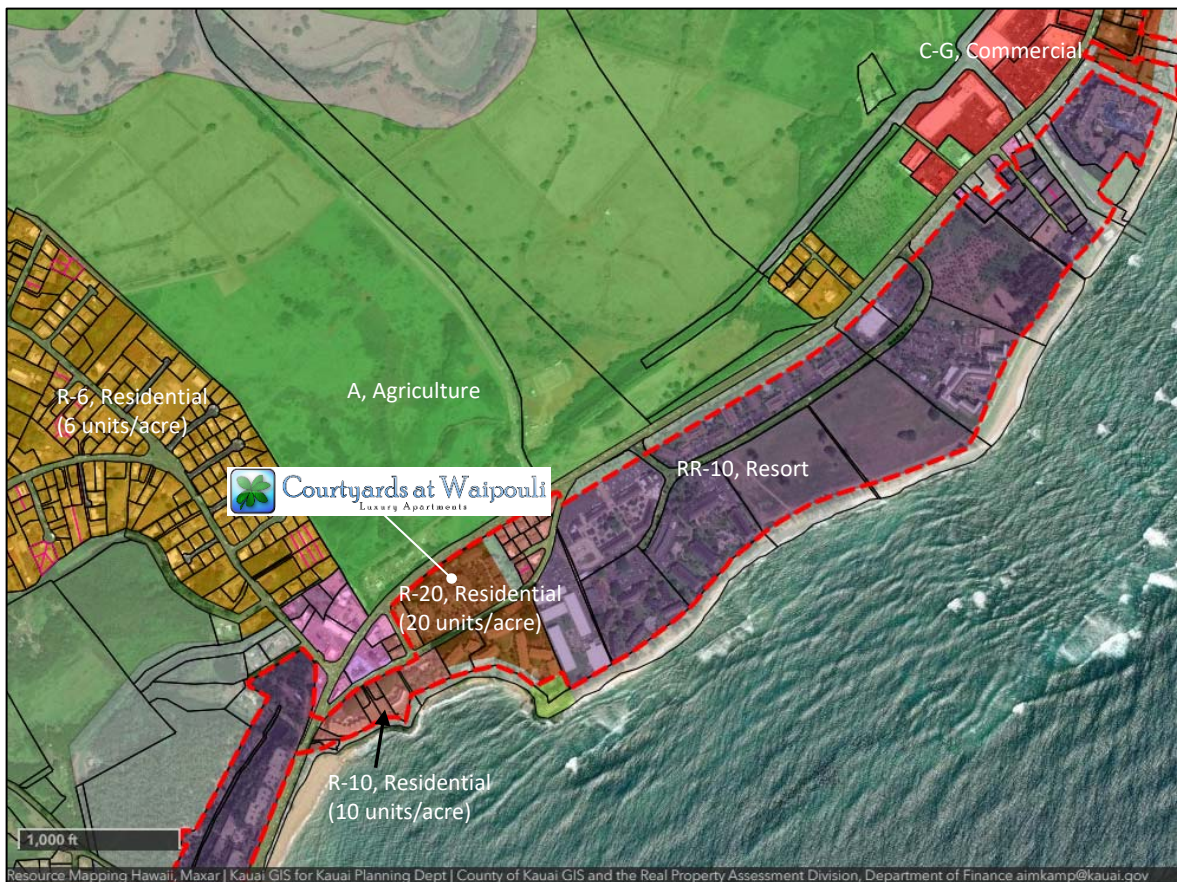 C-G, Commercial
R-6, Residential
(6 units/acre)
A, Agriculture
RR-10, Resort
Courtyards at Waipouli
Luxury Apartments
R-20, Residential
(20 units/acre)
R-10, Residential
(10 units/acre)
1,000 ft
Resource Mapping Hawaii, Maxar | Kauai GIS for Kauai Planning Dept | County of Kauai GIS and the Real Property Assessment Division, Department of Finance aimkamp@kauai.gov